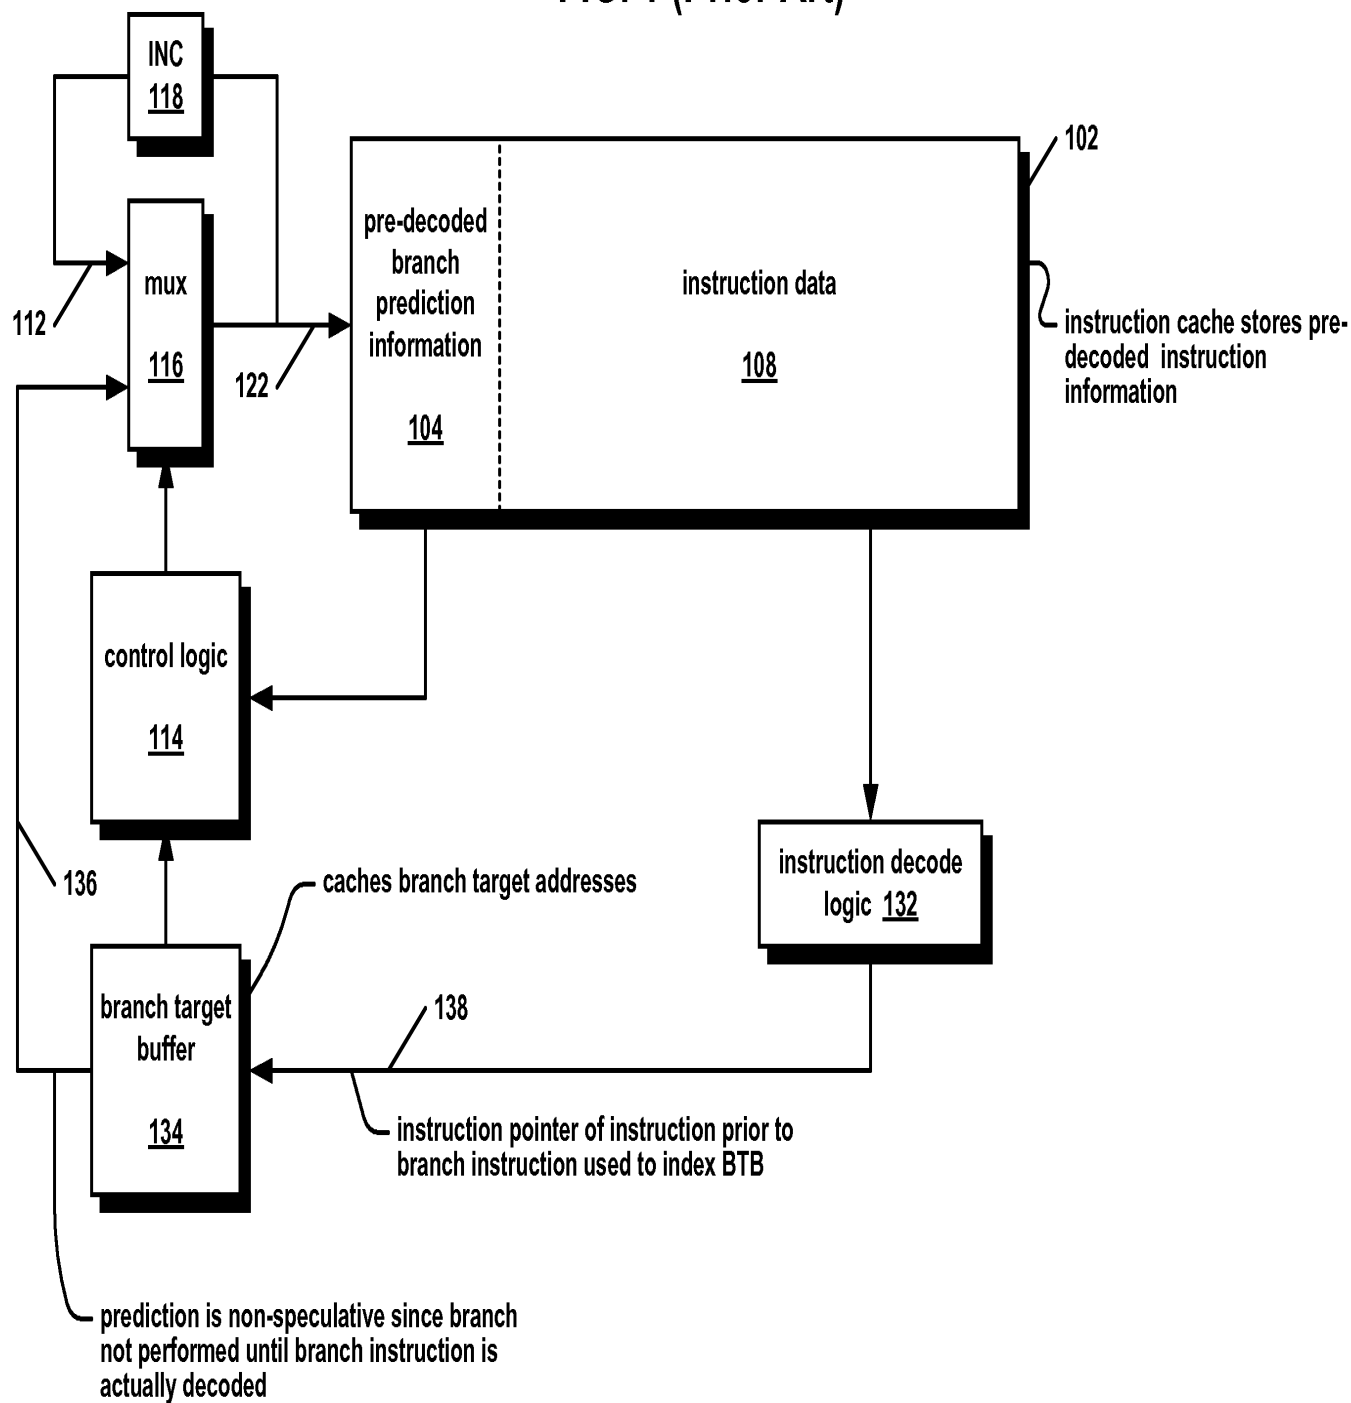 INC
118
102
pre-decoded
branch
prediction
information
104
instruction data
108
mux
116
112
122
instruction cache stores pre-
decoded instruction
information
control logic
114
136
caches branch target addresses
instruction decode
logic 132
branch target
buffer
134
138
instruction pointer of instruction prior to
branch instruction used to index BTB
prediction is non-speculative since branch
not performed until branch instruction is
actually decoded